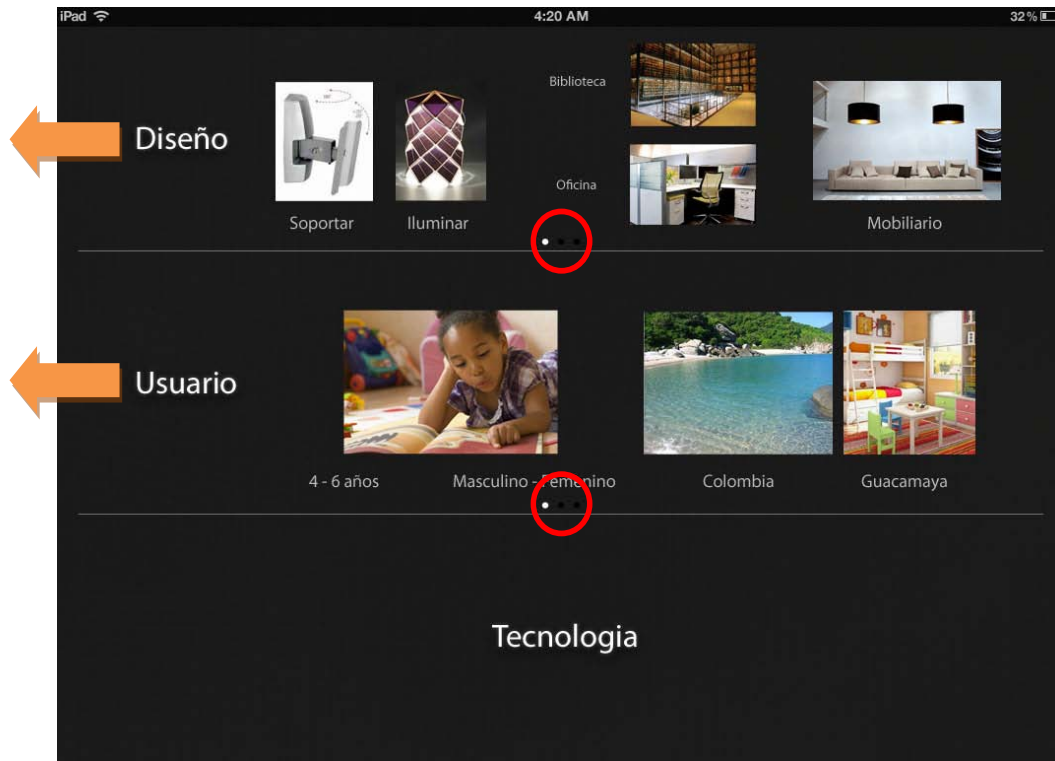 iPad 4:20 AM 32%
Biblioteca
Diseño
Oficina
Soportar Iluminar Mobiliario
Usuario
4 - 6 años Masculino - Femenino Colombia Guacamaya
Tecnologia